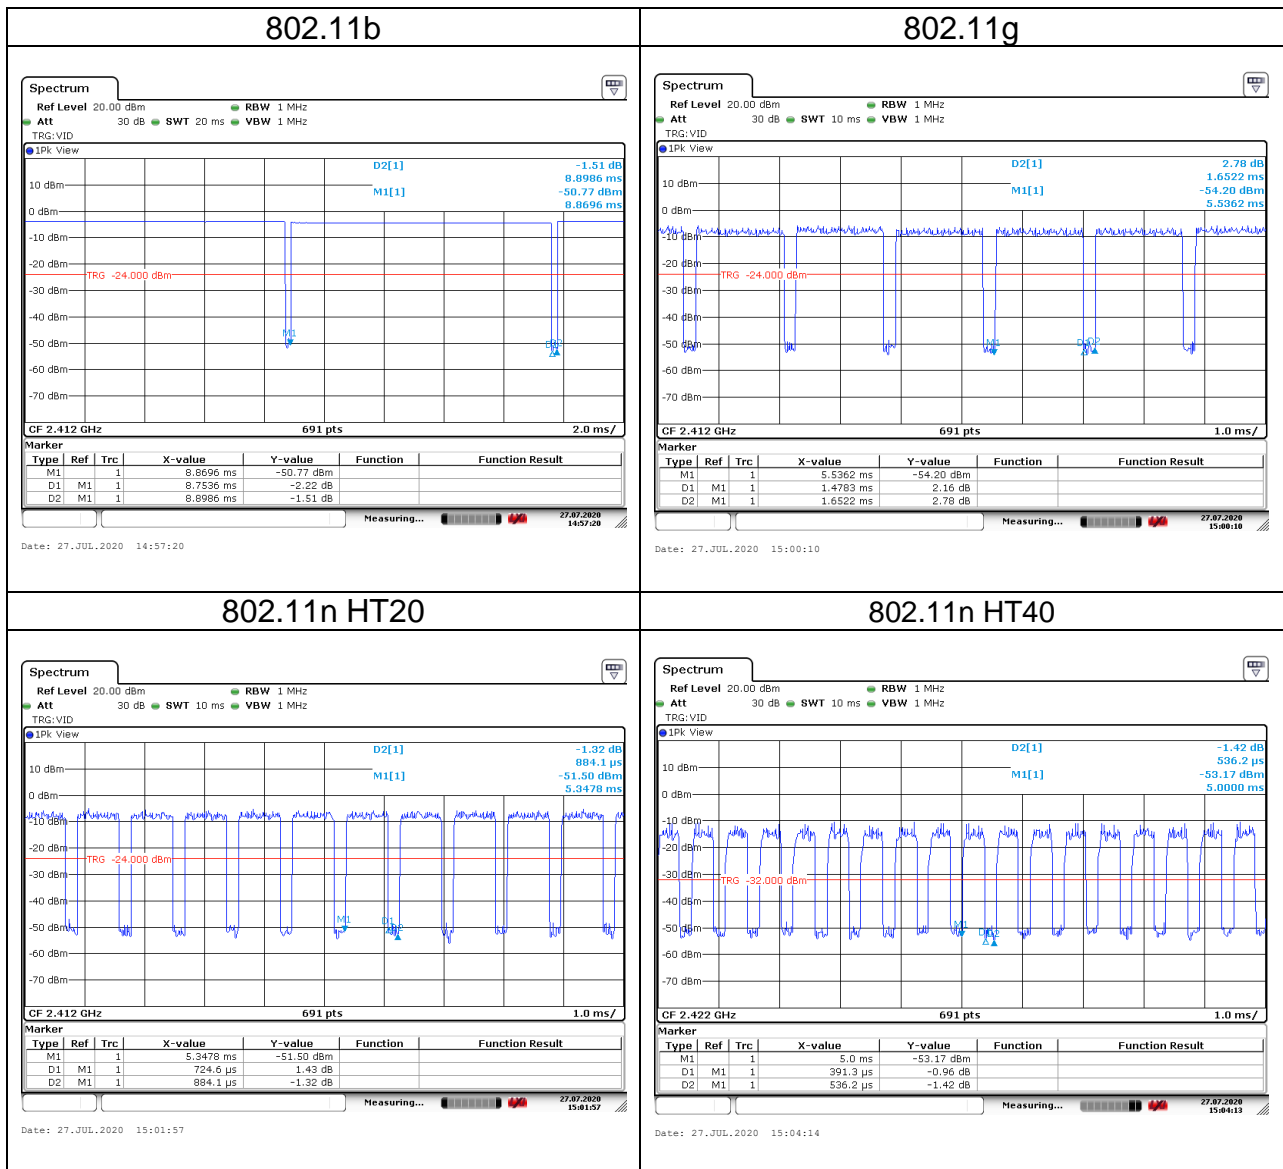 802.11b
802.11g
Spectrum
Ref Level 20.00 dBm RBW 1 MHz
Att 30 dB SWT 20 ms VBW 1 MHz
TRG:VID
1Pk View
D2[1] -1.51 dB
8.8986 ms
10 dBm M1[1] -50.77 dBm
8.8696 ms
0 dBm
-10 dBm
-20 dBm
TRG -24.000 dBm
-30 dBm
-40 dBm
M1
-50 dBm
-60 dBm
-70 dBm
CF 2.412 GHz 691 pts 2.0 ms/
Marker
Type Ref Trc X-value Y-value Function Function Result
M1 1 8.8696 ms -50.77 dBm
D1 M1 1 8.7536 ms -2.22 dB
D2 M1 1 8.8986 ms -1.51 dB
Measuring... 27.07.2020
14:57:20
Date: 27.JUL.2020 14:57:20
Spectrum
Ref Level 20.00 dBm RBW 1 MHz
Att 30 dB SWT 10 ms VBW 1 MHz
TRG:VID
1Pk View
D2[1] 2.78 dB
1.6522 ms
10 dBm M1[1] -54.20 dBm
5.5362 ms
0 dBm
-10 dBm
-20 dBm
TRG -24.000 dBm
-30 dBm
-40 dBm
-50 dBm M1 D1 D2
-60 dBm
-70 dBm
CF 2.412 GHz 691 pts 1.0 ms/
Marker
Type Ref Trc X-value Y-value Function Function Result
M1 1 5.5362 ms -54.20 dBm
D1 M1 1 1.4783 ms 2.16 dB
D2 M1 1 1.6522 ms 2.78 dB
Measuring... 27.07.2020
15:00:10
Date: 27.JUL.2020 15:00:10
802.11n HT20
802.11n HT40
Spectrum
Ref Level 20.00 dBm RBW 1 MHz
Att 30 dB SWT 10 ms VBW 1 MHz
TRG:VID
1Pk View
D2[1] -1.32 dB
884.1 µs
10 dBm M1[1] -51.50 dBm
5.3478 ms
0 dBm
-10 dBm
-20 dBm
TRG -24.000 dBm
-30 dBm
-40 dBm
M1 D1
-50 dBm
-60 dBm
-70 dBm
CF 2.412 GHz 691 pts 1.0 ms/
Marker
Type Ref Trc X-value Y-value Function Function Result
M1 1 5.3478 ms -51.50 dBm
D1 M1 1 724.6 µs 1.43 dB
D2 M1 1 884.1 µs -1.32 dB
Measuring... 27.07.2020
15:01:57
Date: 27.JUL.2020 15:01:57
Spectrum
Ref Level 20.00 dBm RBW 1 MHz
Att 30 dB SWT 10 ms VBW 1 MHz
TRG:VID
1Pk View
D2[1] -1.42 dB
536.2 µs
10 dBm M1[1] -53.17 dBm
5.0000 ms
0 dBm
-10 dBm
-20 dBm
-30 dBm
TRG -32.000 dBm
-40 dBm
-50 dBm M1
-60 dBm
-70 dBm
CF 2.422 GHz 691 pts 1.0 ms/
Marker
Type Ref Trc X-value Y-value Function Function Result
M1 1 5.0 ms -53.17 dBm
D1 M1 1 391.3 µs -0.96 dB
D2 M1 1 536.2 µs -1.42 dB
Measuring... 27.07.2020
15:04:13
Date: 27.JUL.2020 15:04:14